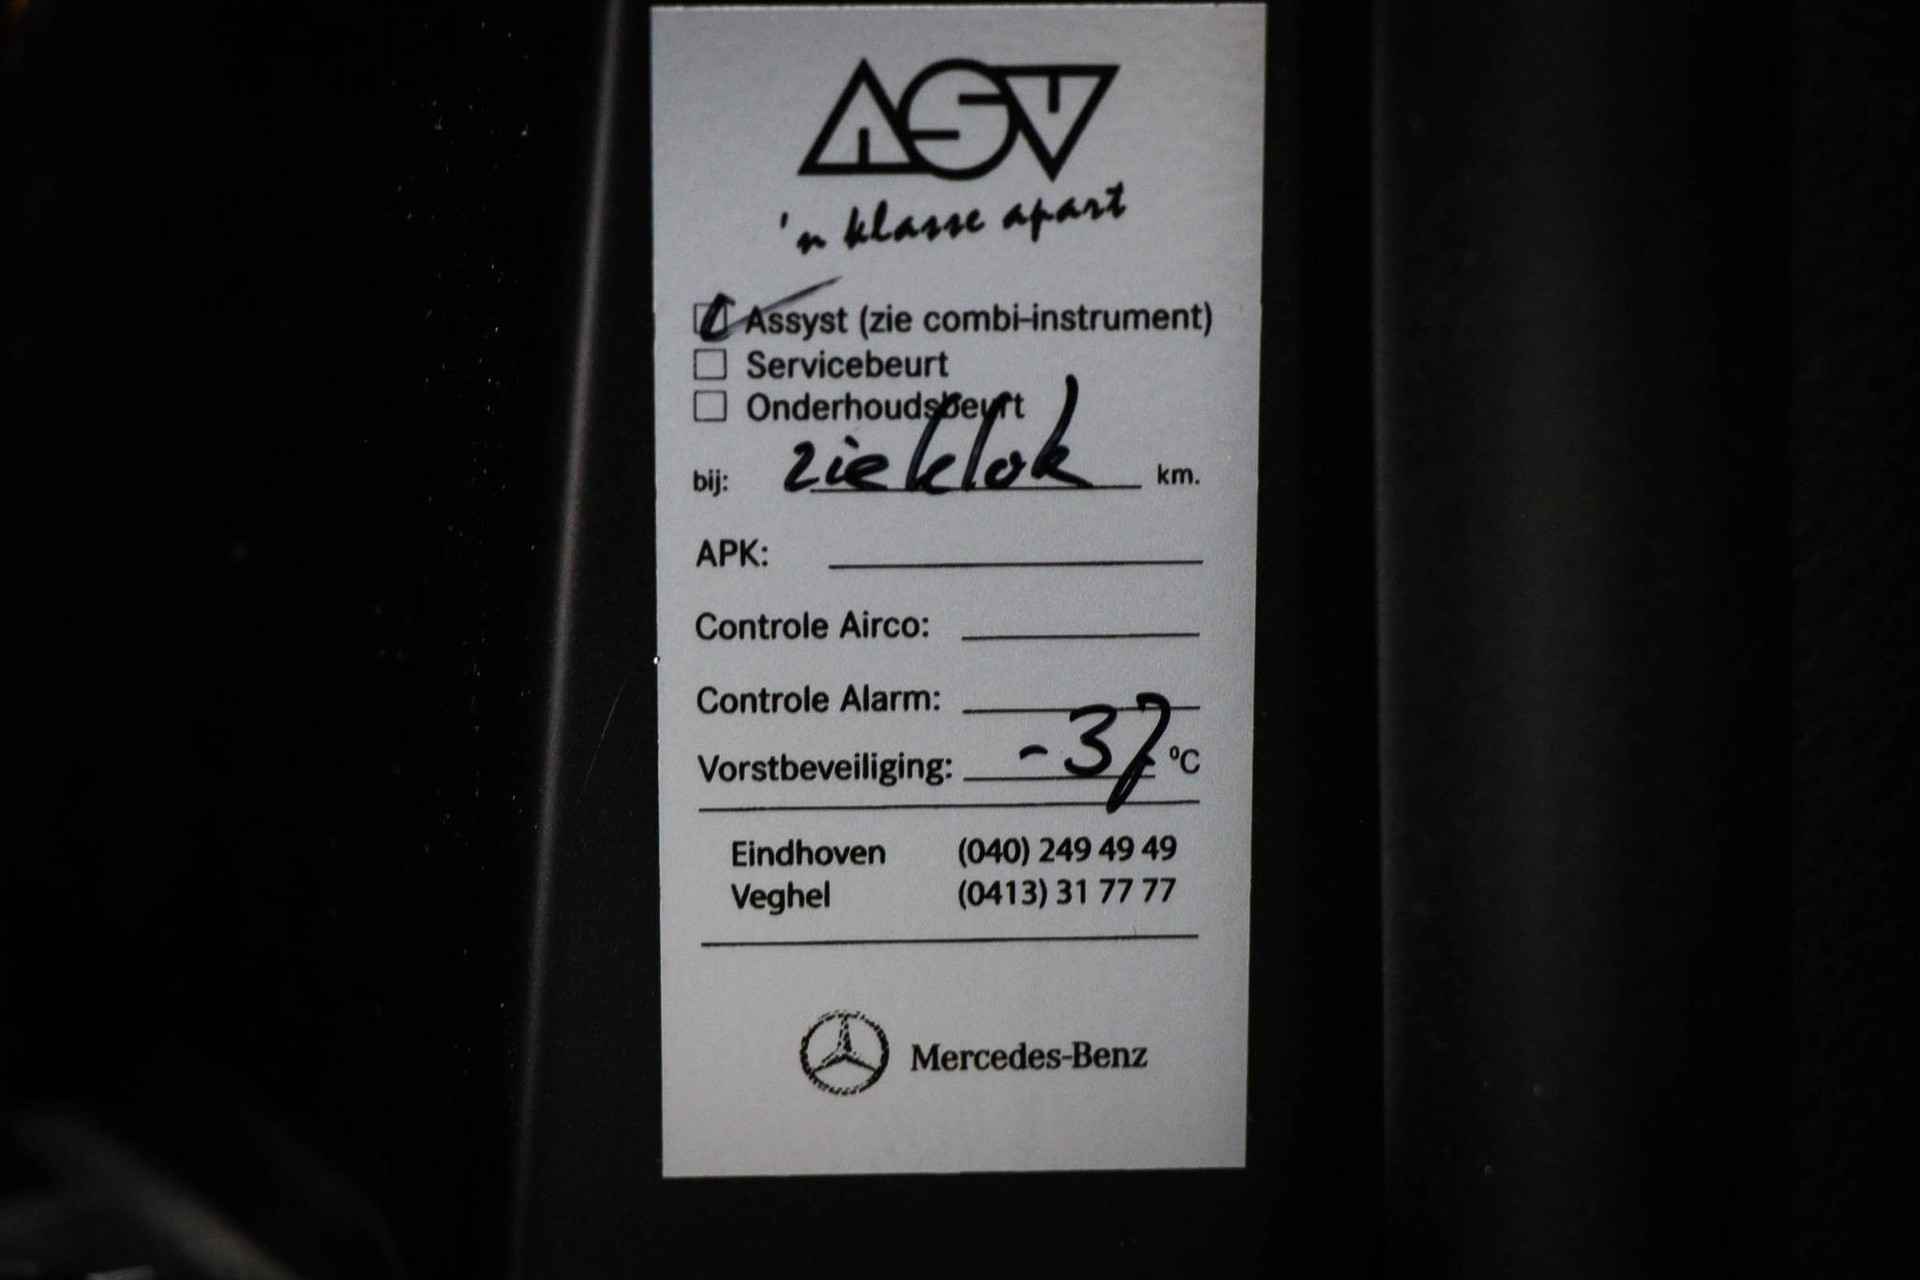 ASV
'n klasse apart
Assyst (zie combi-instrument)
Servicebeurt
Onderhoudsbeurt
bij: zie klok km.
APK:
Controle Airco:
Controle Alarm:
Vorstbeveiliging: -37 °C
Eindhoven (040) 249 49 49
Veghel (0413) 31 77 77
Mercedes-Benz